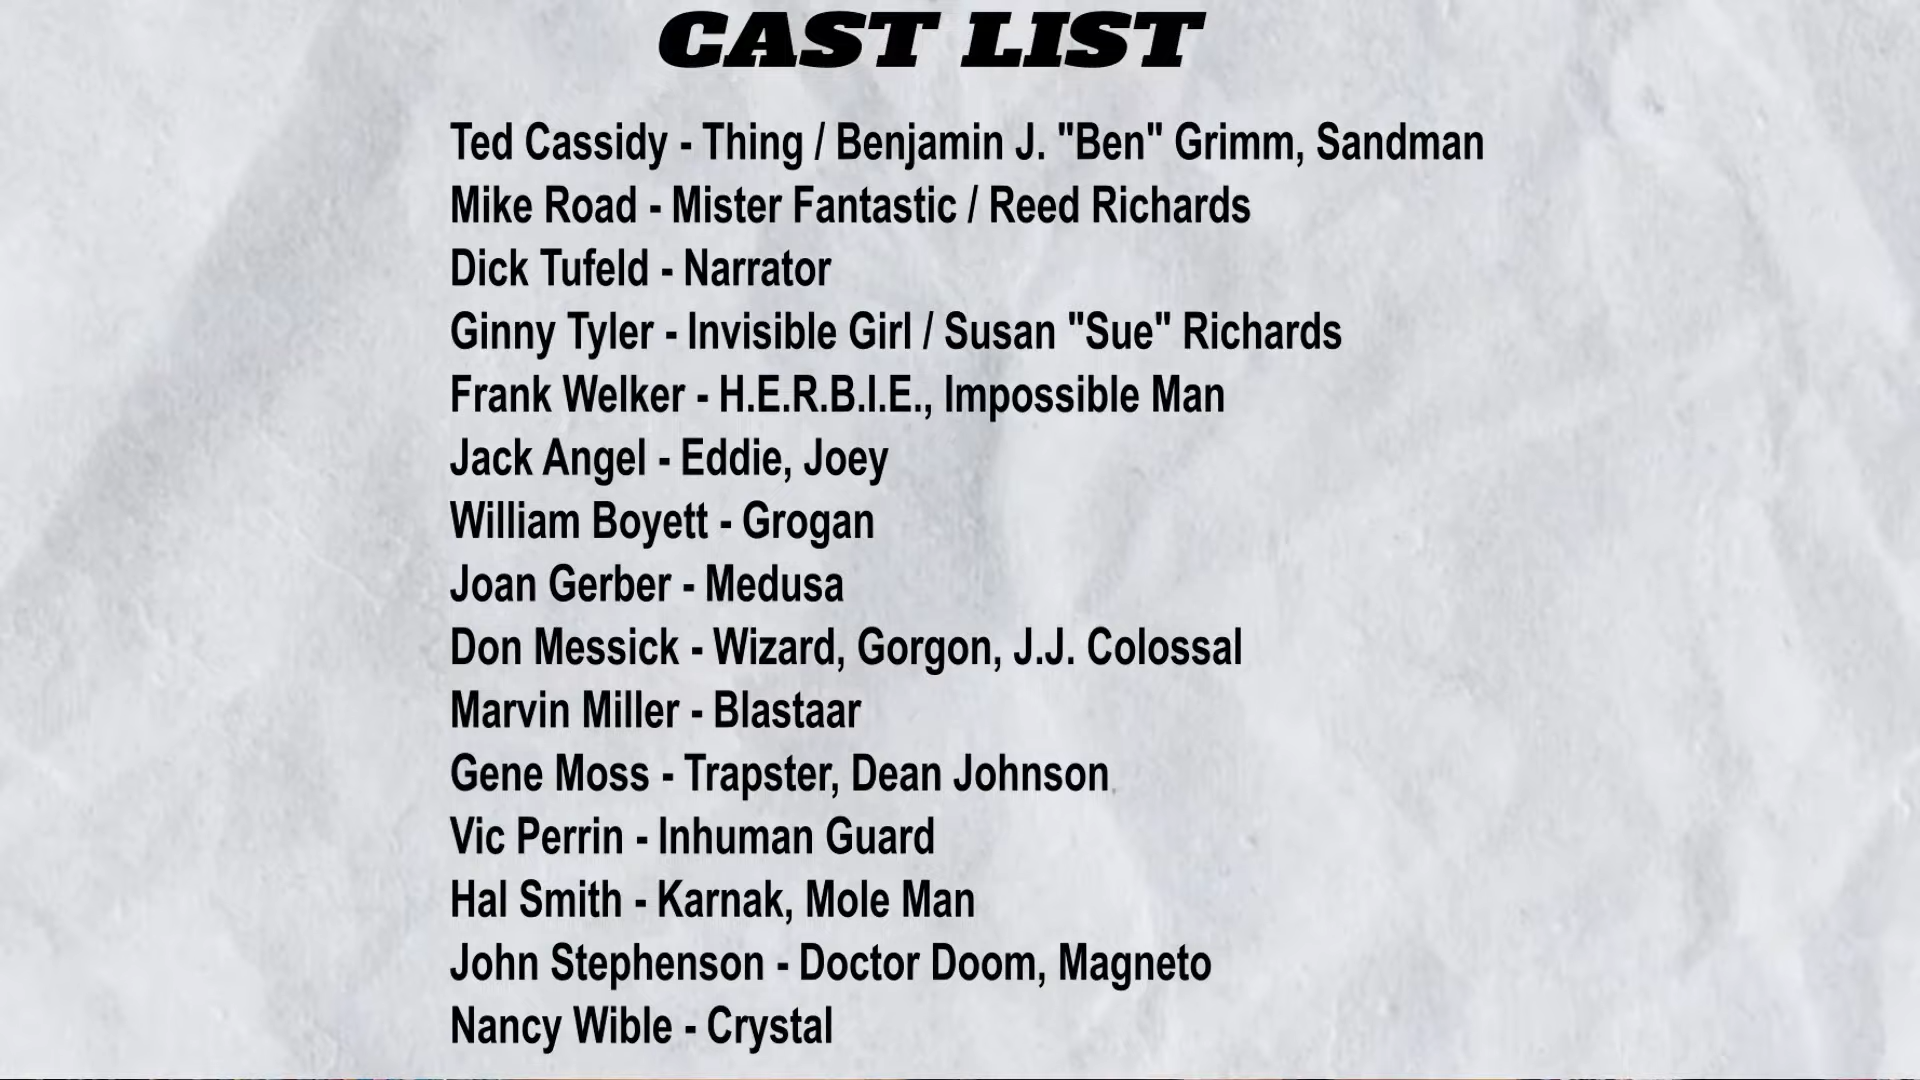 CAST LIST
Ted Cassidy - Thing / Benjamin J. "Ben" Grimm, Sandman
Mike Road - Mister Fantastic / Reed Richards
Dick Tufeld - Narrator
Ginny Tyler - Invisible Girl / Susan "Sue" Richards
Frank Welker - H.E.R.B.I.E., Impossible Man
Jack Angel - Eddie, Joey
William Boyett - Grogan
Joan Gerber - Medusa
Don Messick - Wizard, Gorgon, J.J. Colossal
Marvin Miller - Blastaar
Gene Moss - Trapster, Dean Johnson
Vic Perrin - Inhuman Guard
Hal Smith - Karnak, Mole Man
John Stephenson - Doctor Doom, Magneto
Nancy Wible - Crystal